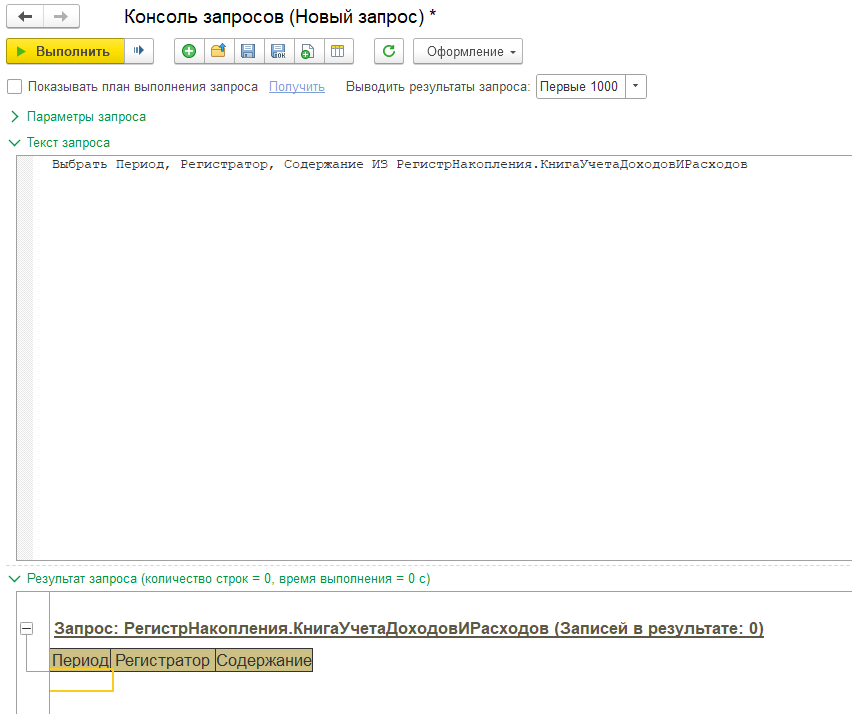 Консоль запросов (Новый запрос) *
Выполнить
Оформление
Показывать план выполнения запроса Получить Выводить результаты запроса: Первые 1000
Параметры запроса
Текст запроса
Выбрать Период, Регистратор, Содержание ИЗ РегистрНакопления.КнигаУчетаДоходовИРасходов
Результат запроса (количество строк = 0, время выполнения = 0 с)
Запрос: РегистрНакопления.КнигаУчетаДоходовИРасходов (Записей в результате: 0)
Период Регистратор Содержание